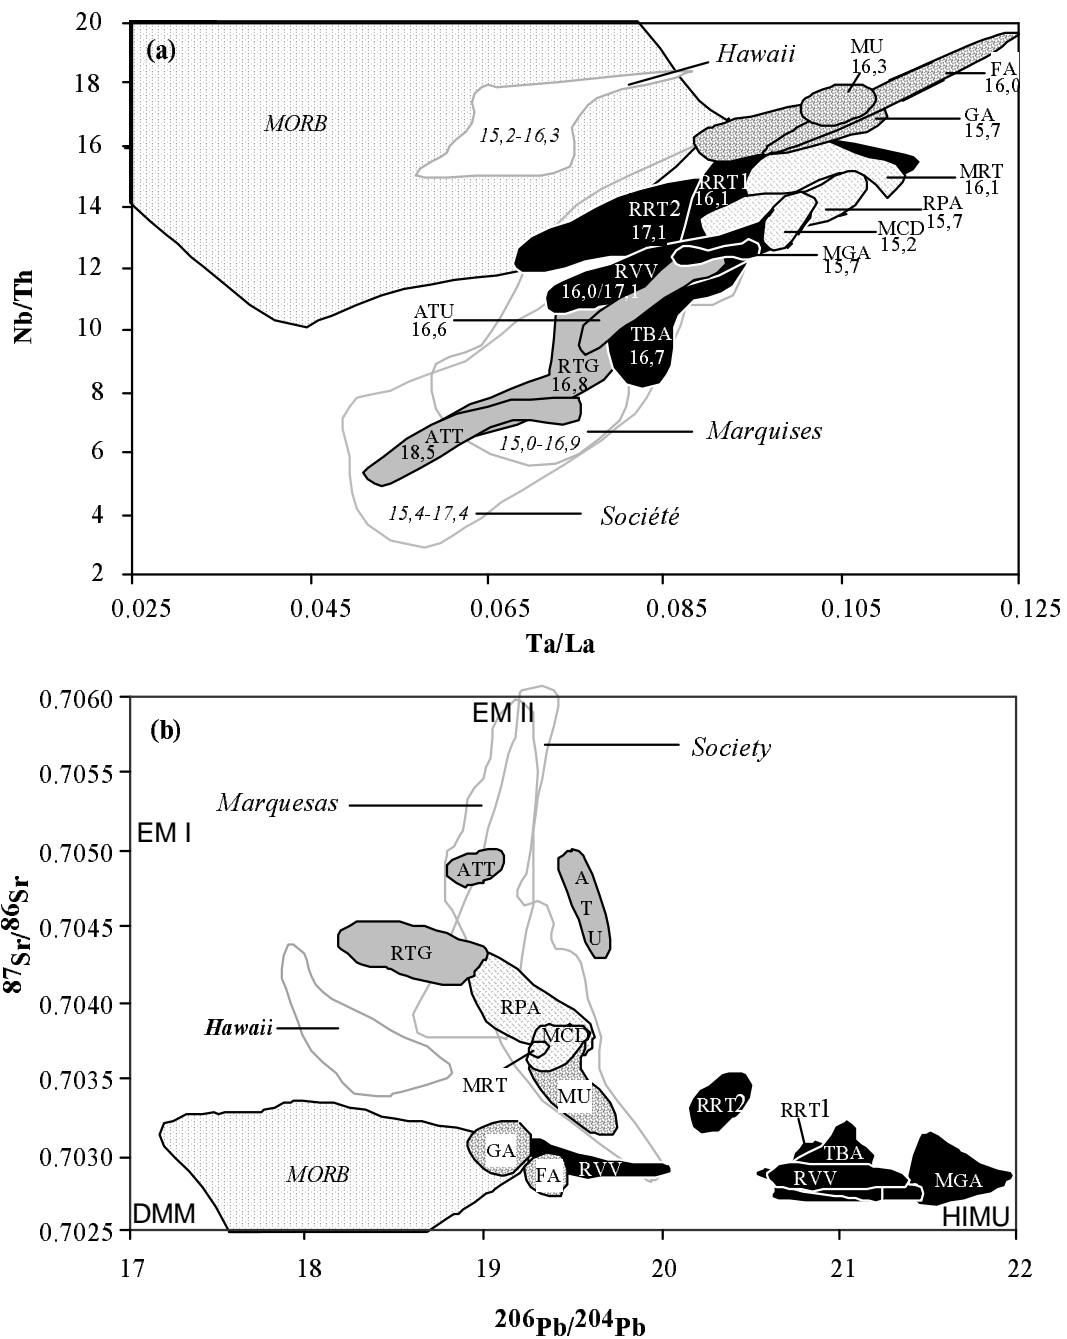 20
(a)
Hawaii
MU
16,3
FA
16,0
18
MORB
15,2-16,3
GA
15,7
16
RRT1
16,1
MRT
16,1
14
RRT2
17,1
RPA
15,7
MCD
15,2
MGA
15,7
12
RVV
16,0/17,1
Nb/Th
ATU
16,6
10
TBA
16,7
RTG
16,8
8
ATT
18,5
15,0-16,9
Marquises
6
15,4-17,4
Société
4
2
0.025 0.045 0.065 0.085 0.105 0.125
Ta/La
0.7060
(b)
EM II
Society
0.7055
Marquesas
EM I
0.7050
ATT
A
T
U
87Sr/86Sr
0.7045
RTG
0.7040
RPA
Hawaii
MCD
0.7035
MRT
MU
RRT2
RRT1
0.7030
GA
MORB
FA
RVV
TBA
RVV
MGA
DMM
HIMU
0.7025
17 18 19 20 21 22
206Pb/204Pb